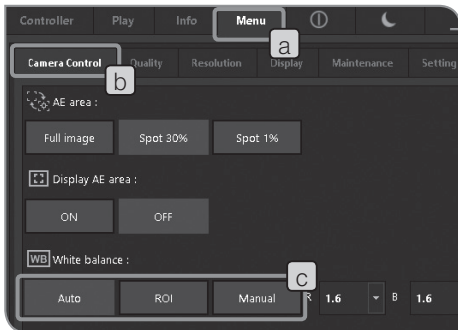 Controller Play Info Menu
a
Camera Control Quality Resolution Display Maintenance Setting
b
AE area :
Full image Spot 30% Spot 1%
Display AE area :
ON OFF
WB White balance :
c
Auto ROI Manual R 1.6 B 1.6